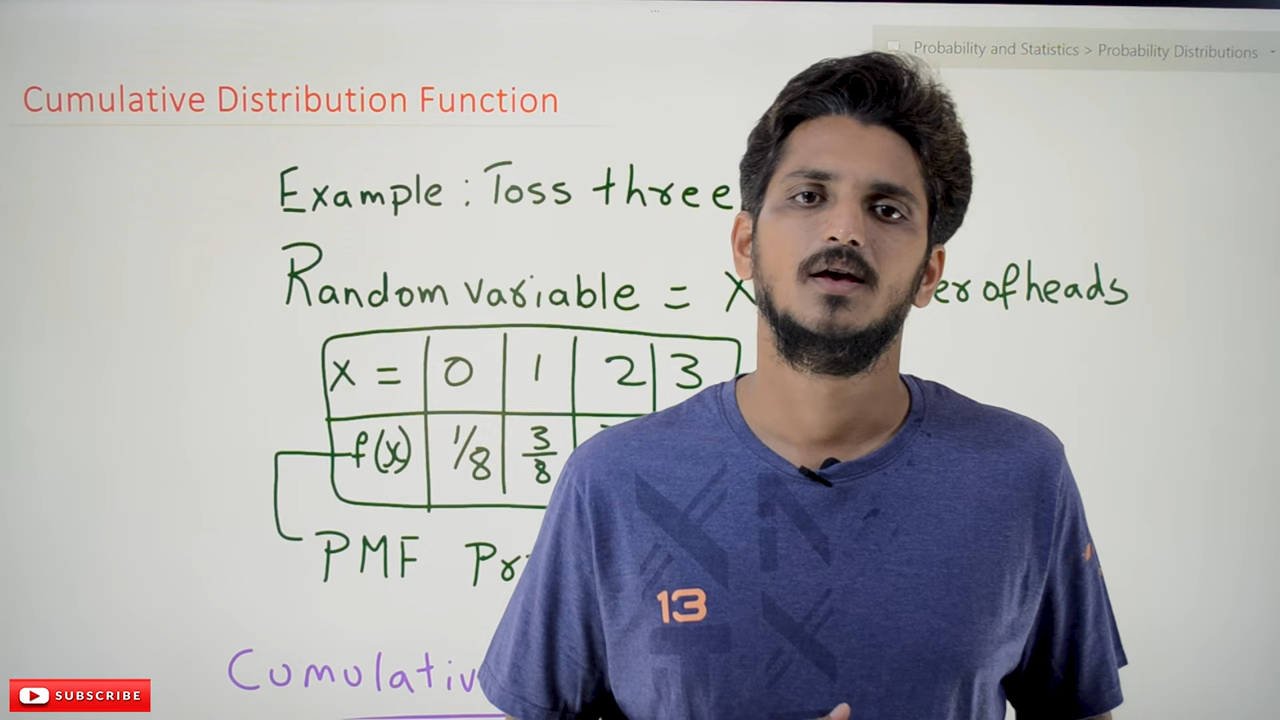 Probability and Statistics > Probability Distributions
Cumulative Distribution Function
Example : Toss three
Random variable = X er of heads
x = 0 1 2 3
f(x) 1/8 3/8
PMF Pr
Cumulativ
13
SUBSCRIBE